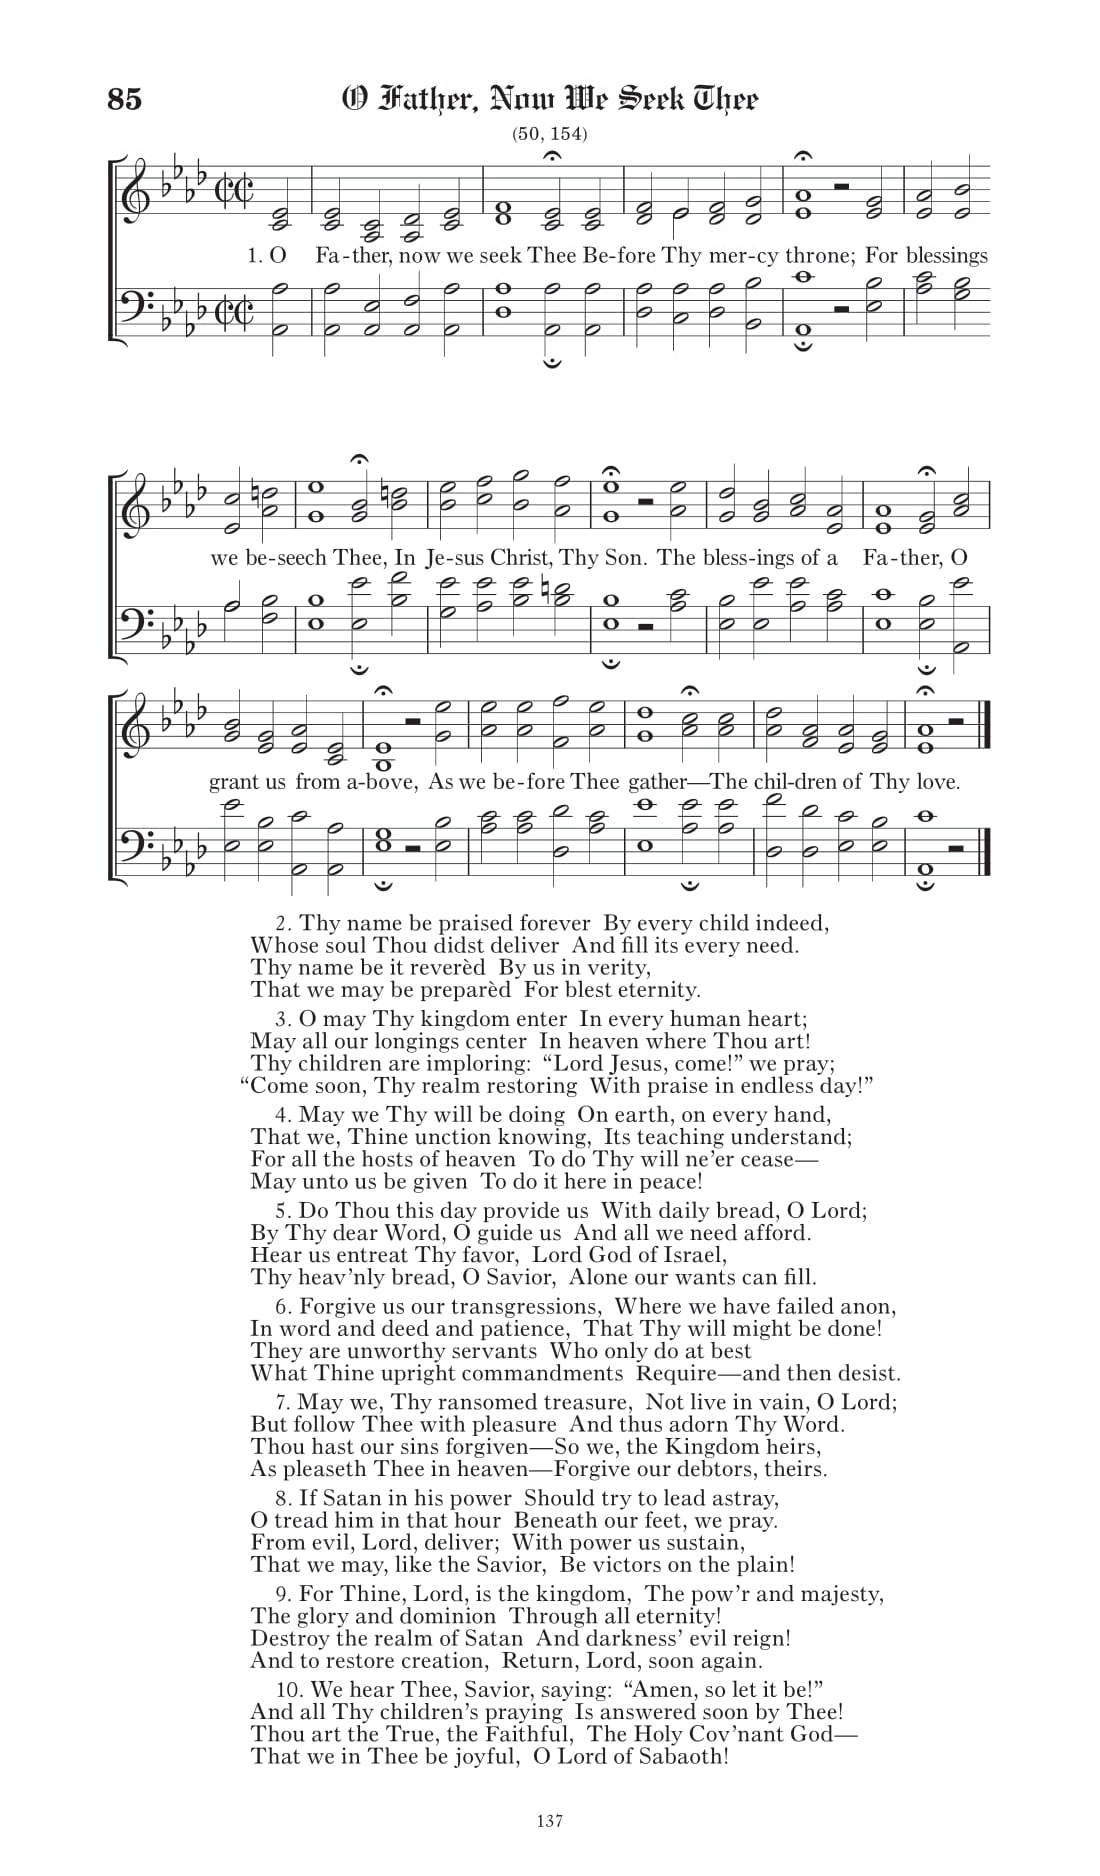 85
O Father, Now We Seek Thee
(50, 154)
1. O Fa-ther, now we seek Thee Be-fore Thy mer-cy throne; For blessings
we be-seech Thee, In Je-sus Christ, Thy Son. The bless-ings of a Fa-ther, O
grant us from a-bove, As we be-fore Thee gather—The chil-dren of Thy love.
2. Thy name be praised forever By every child indeed,
Whose soul Thou didst deliver And fill its every need.
Thy name be it reverèd By us in verity,
That we may be preparèd For blest eternity.
3. O may Thy kingdom enter In every human heart;
May all our longings center In heaven where Thou art!
Thy children are imploring: “Lord Jesus, come!” we pray;
“Come soon, Thy realm restoring With praise in endless day!”
4. May we Thy will be doing On earth, on every hand,
That we, Thine unction knowing, Its teaching understand;
For all the hosts of heaven To do Thy will ne’er cease—
May unto us be given To do it here in peace!
5. Do Thou this day provide us With daily bread, O Lord;
By Thy dear Word, O guide us And all we need afford.
Hear us entreat Thy favor, Lord God of Israel,
Thy heav’nly bread, O Savior, Alone our wants can fill.
6. Forgive us our transgressions, Where we have failed anon,
In word and deed and patience, That Thy will might be done!
They are unworthy servants Who only do at best
What Thine upright commandments Require—and then desist.
7. May we, Thy ransomed treasure, Not live in vain, O Lord;
But follow Thee with pleasure And thus adorn Thy Word.
Thou hast our sins forgiven—So we, the Kingdom heirs,
As pleaseth Thee in heaven—Forgive our debtors, theirs.
8. If Satan in his power Should try to lead astray,
O tread him in that hour Beneath our feet, we pray.
From evil, Lord, deliver; With power us sustain,
That we may, like the Savior, Be victors on the plain!
9. For Thine, Lord, is the kingdom, The pow’r and majesty,
The glory and dominion Through all eternity!
Destroy the realm of Satan And darkness’ evil reign!
And to restore creation, Return, Lord, soon again.
10. We hear Thee, Savior, saying: “Amen, so let it be!”
And all Thy children’s praying Is answered soon by Thee!
Thou art the True, the Faithful, The Holy Cov’nant God—
That we in Thee be joyful, O Lord of Sabaoth!
137